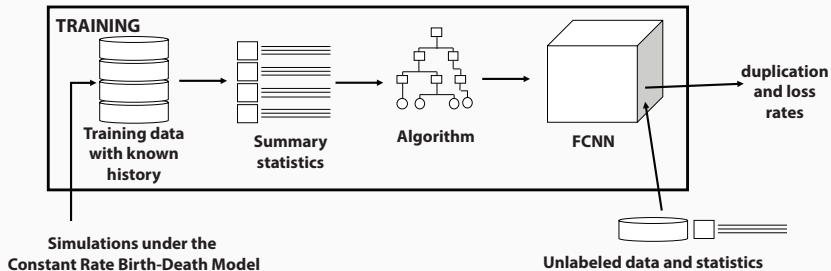 TRAINING
Training data
with known
history
Summary
statistics
Algorithm
FCNN
duplication
and loss
rates
Simulations under the
Constant Rate Birth-Death Model
Unlabeled data and statistics